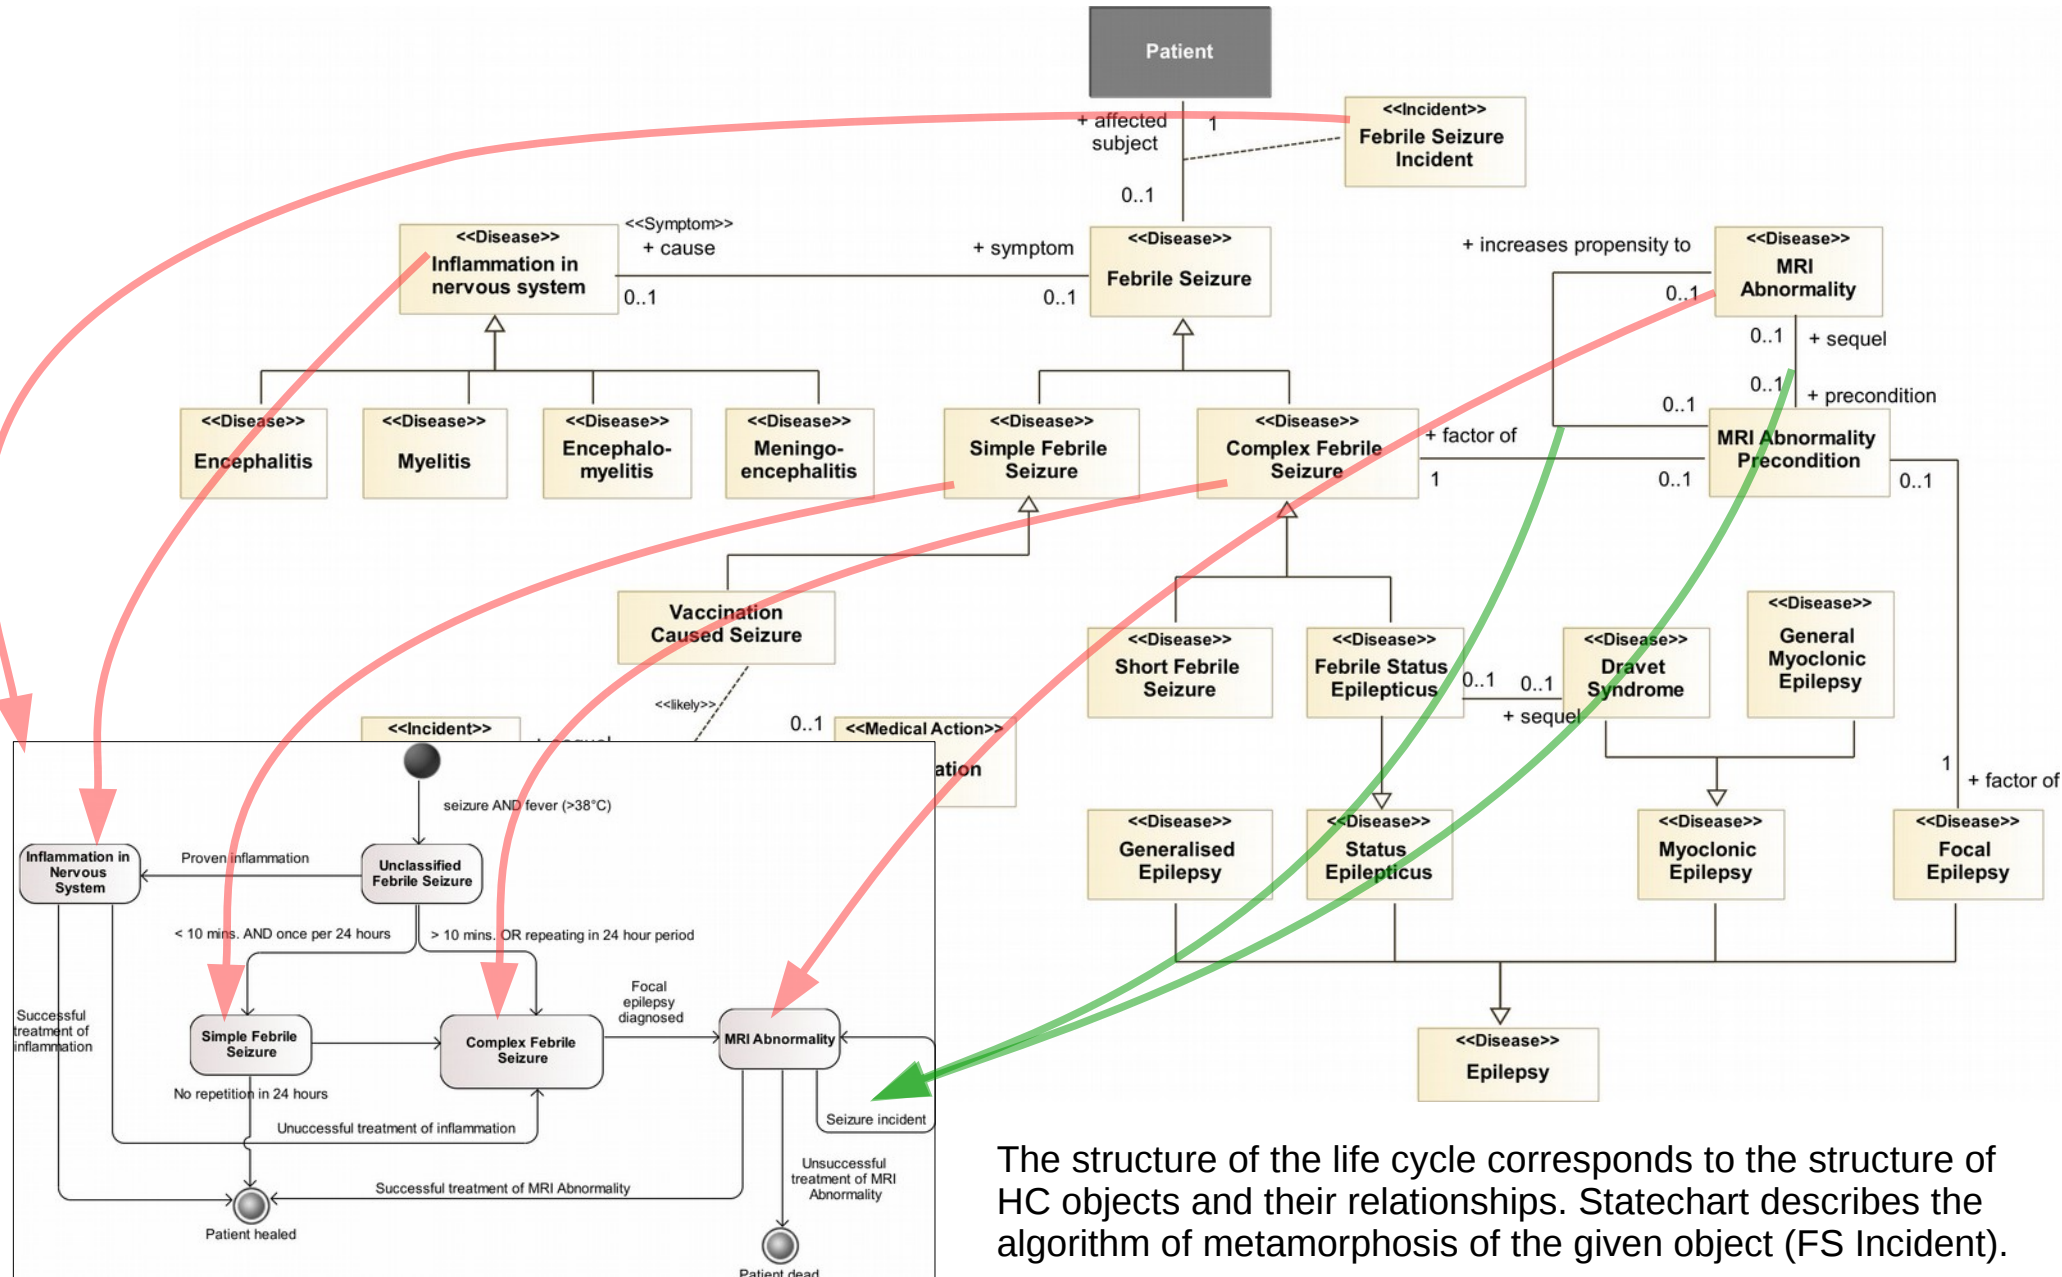 Patient
<<Incident>>
Febrile Seizure
Incident
+ affected
subject
1
0..1
<<Disease>>
Inflammation in
nervous system
<<Symptom>>
+ cause
0..1
+ symptom
0..1
<<Disease>>
Febrile Seizure
+ increases propensity to
0..1
<<Disease>>
MRI
Abnormality
0..1
+ sequel
0..1
+ precondition
0..1
<<Disease>>
Encephalitis
<<Disease>>
Myelitis
<<Disease>>
Encephalo-
myelitis
<<Disease>>
Meningo-
encephalitis
<<Disease>>
Simple Febrile
Seizure
<<Disease>>
Complex Febrile
Seizure
+ factor of
1
0..1
MRI Abnormality
Precondition
0..1
Vaccination
Caused Seizure
<<likely>>
<<Disease>>
Short Febrile
Seizure
<<Disease>>
Febrile Status
Epilepticus
0..1
0..1
+ sequel
<<Disease>>
Dravet
Syndrome
<<Disease>>
General
Myoclonic
Epilepsy
<<Incident>>
0..1
<<Medical Action>>
ation
1
+ factor of
<<Disease>>
Generalised
Epilepsy
<<Disease>>
Status
Epilepticus
<<Disease>>
Myoclonic
Epilepsy
<<Disease>>
Focal
Epilepsy
<<Disease>>
Epilepsy
seizure AND fever (>38°C)
Inflammation in
Nervous
System
Proven inflammation
Unclassified
Febrile Seizure
< 10 mins. AND once per 24 hours
> 10 mins. OR repeating in 24 hour period
Successful
treatment of
inflammation
Simple Febrile
Seizure
Complex Febrile
Seizure
Focal
epilepsy
diagnosed
MRI Abnormality
No repetition in 24 hours
Unuccessful treatment of inflammation
Seizure incident
Successful treatment of MRI Abnormality
Unsuccessful
treatment of MRI
Abnormality
Patient healed
Patient dead
The structure of the life cycle corresponds to the structure of
HC objects and their relationships. Statechart describes the
algorithm of metamorphosis of the given object (FS Incident).